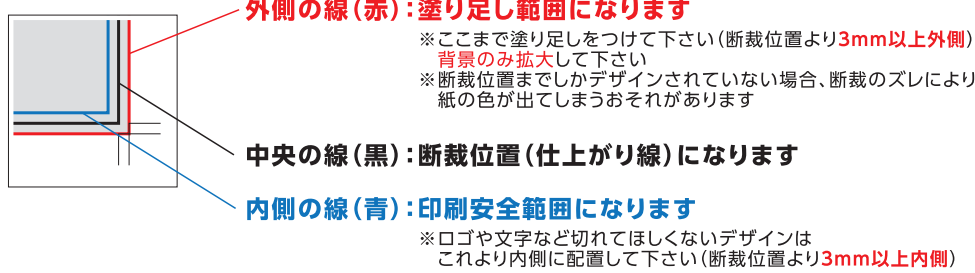 外側の線（赤）：塗り足し範囲になります
※ここまで塗り足しをつけて下さい（断裁位置より3mm以上外側）
背景のみ拡大して下さい
※断裁位置までしかデザインされていない場合、断裁のズレにより
紙の色が出てしまうおそれがあります
中央の線（黒）：断裁位置（仕上がり線）になります
内側の線（青）：印刷安全範囲になります
※ロゴや文字など切れてほしくないデザインは
これより内側に配置して下さい（断裁位置より3mm以上内側）